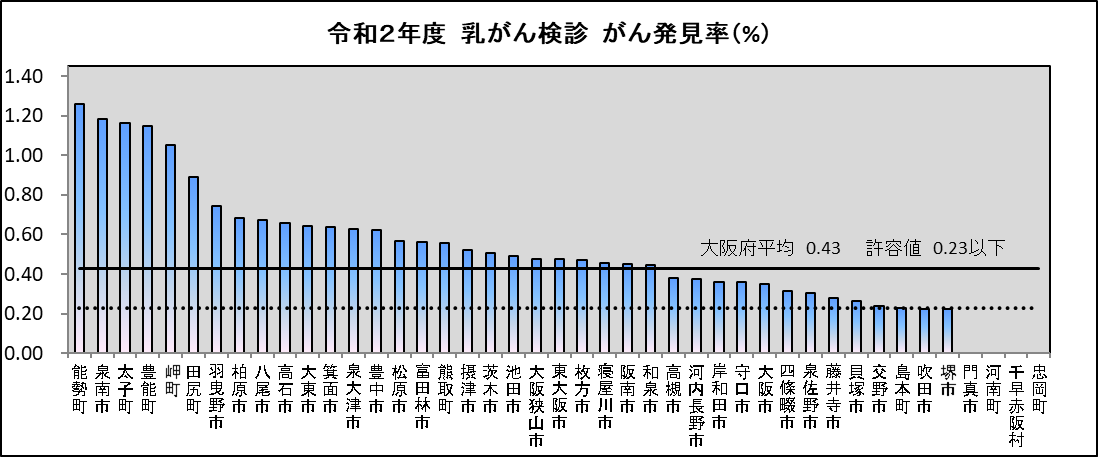 令和２年度 乳がん検診 がん発見率(%)
1.40
1.20
1.00
0.80
0.60
0.40
0.20
0.00
大阪府平均 0.43 許容値 0.23以下
能勢町
泉南市
太子町
豊能町
岬町
田尻町
羽曳野市
柏原市
八尾市
高石市
大東市
箕面市
泉大津市
豊中市
松原市
富田林市
熊取町
摂津市
茨木市
池田市
大阪狭山市
東大阪市
枚方市
寝屋川市
阪南市
和泉市
高槻市
河内長野市
岸和田市
守口市
大阪市
四條畷市
泉佐野市
藤井寺市
貝塚市
交野市
島本町
吹田市
堺市
門真市
河南町
千早赤阪村
忠岡町